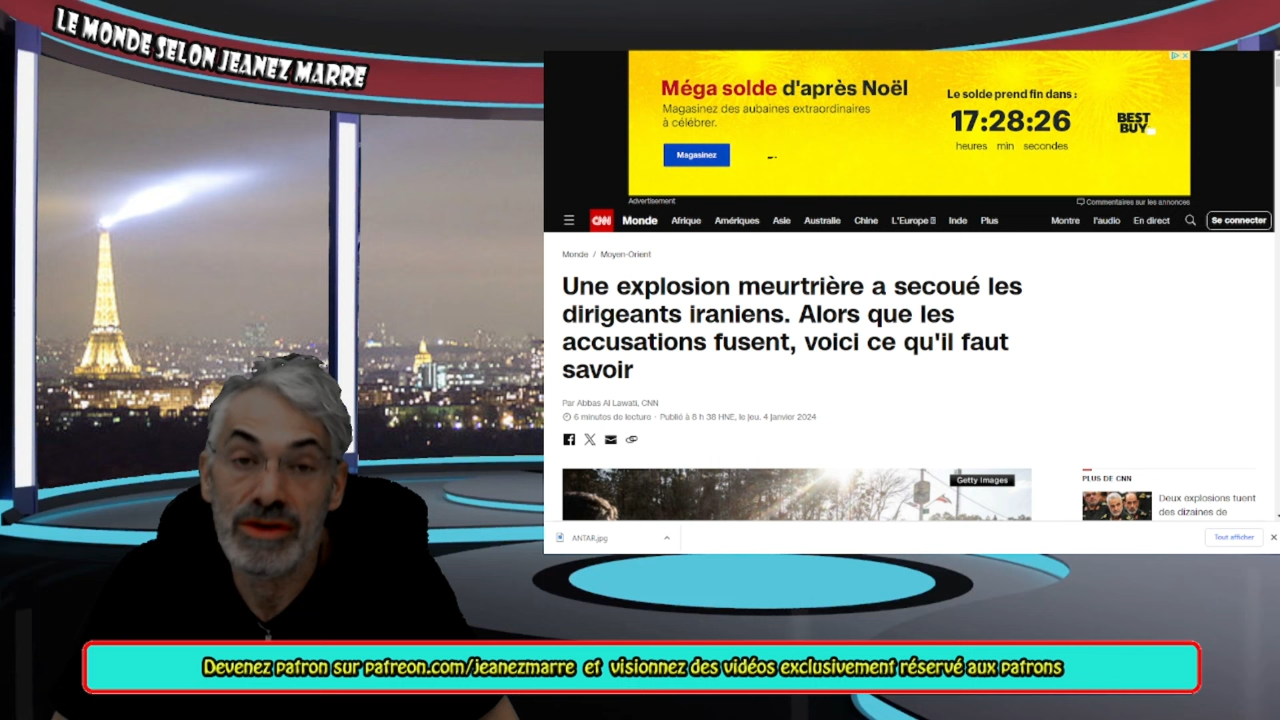 LE MONDE SELON JEANEZ MARRE
Méga solde d'après Noël
Magasinez des aubaines extraordinaires
à célébrer.
Magasinez
Le solde prend fin dans :
17:28:26
heures min secondes
BEST
BUY
Advertisement
Commentaires sur les annonces
CNN Monde Afrique Amériques Asie Australie Chine L'Europe Inde Plus Montre l'audio En direct Se connecter
Monde / Moyen-Orient
Une explosion meurtrière a secoué les
dirigeants iraniens. Alors que les
accusations fusent, voici ce qu'il faut
savoir
Par Abbas Al Lawati, CNN
6 minutes de lecture · Publié à 8 h 38 HNE, le jeu. 4 janvier 2024
Getty Images
PLUS DE CNN
Deux explosions tuent
des dizaines de
ANTAR.jpg
Tout afficher
Devenez patron sur patreon.com/jeanezmarre et visionnez des vidéos exclusivement réservé aux patrons